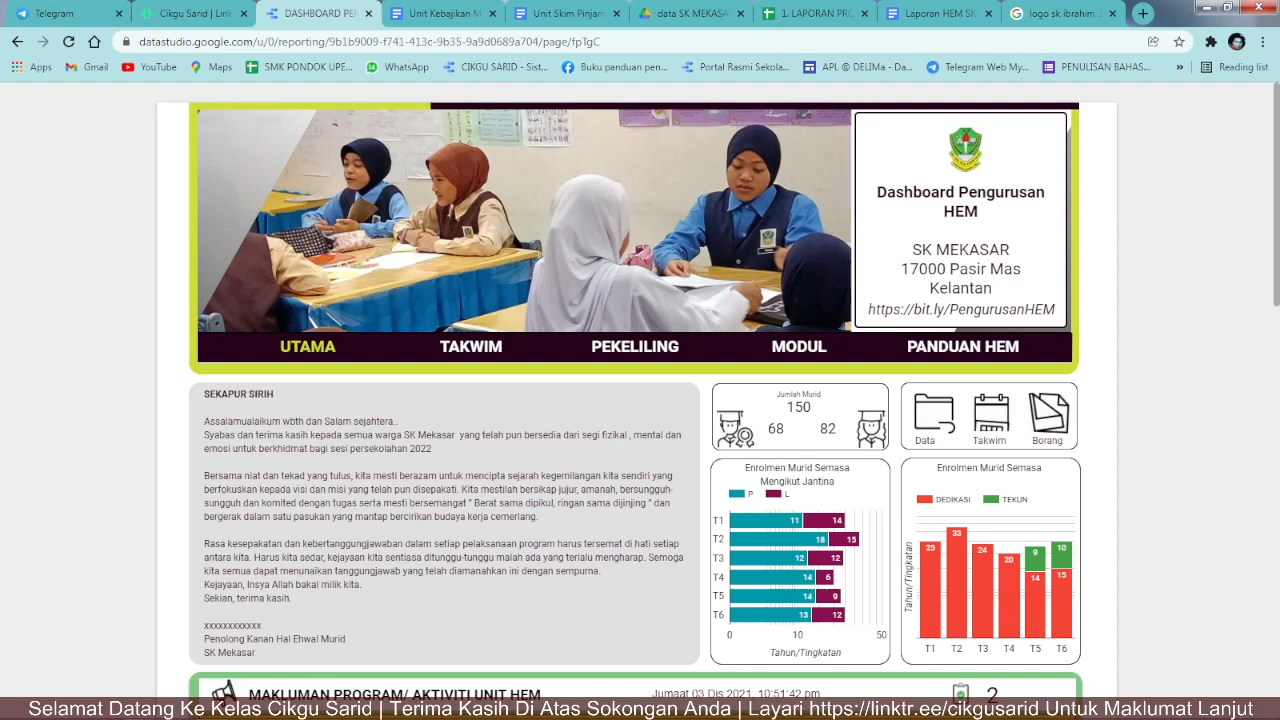 Telegram
Cikgu Sarid | Link
DASHBOARD PEN
Unit Kebajikan M
Unit Skim Pinjam
data SK MEKASA
1. LAPORAN PRO
Laporan HEM SK
logo sk ibrahim
datastudio.google.com/u/0/reporting/9b1b9009-f741-413c-9b35-9a9d0689a704/page/fpTgC
Apps
Gmail
YouTube
Maps
SMK PONDOK UPE...
WhatsApp
CIKGU SARID - Sist...
Buku panduan pen...
Portal Rasmi Sekola...
APL @ DELIMa - Da...
Telegram Web My...
PENULISAN BAHAS...
»
Reading list
Dashboard Pengurusan
HEM
SK MEKASAR
17000 Pasir Mas
Kelantan
https://bit.ly/PengurusanHEM
UTAMA
TAKWIM
PEKELILING
MODUL
PANDUAN HEM
SEKAPUR SIRIH
Assalamualaikum wbth dan Salam sejahtera..
Syabas dan terima kasih kepada semua warga SK Mekasar yang telah pun bersedia dari segi fizikal , mental dan
emosi untuk berkhidmat bagi sesi persekolahan 2022
Bersama niat dan tekad yang tulus, kita mesti berazam untuk mencipta sejarah kegemilangan kita sendiri yang
berfokuskan kepada visi dan misi yang telah pun disepakati. Kita mestilah bersikap jujur, amanah, bersungguh-
sungguh dan komited dengan tugas serta mesti bersemangat " Berat sama dipikul, ringan sama dijinjing " dan
bergerak dalam satu pasukan yang mantap bercirikan budaya kerja cemerlang.
Rasa kesepakatan dan kebertanggungjawaban dalam setiap pelaksanaan program harus tersemat di hati setiap
antara kita. Harus kita sedar, kejayaan kita sentiasa ditunggu-tunggu malah ada yang terlalu mengharap. Semoga
kita semua dapat menunaikan tanggungjawab yang telah diamanahkan ini dengan sempurna.
Kejayaan, Insya Allah bakal milik kita.
Sekian, terima kasih.
xxxxxxxxxxxx
Penolong Kanan Hal Ehwal Murid
SK Mekasar
Jumlah Murid
150
68
82
Data
Takwim
Borang
Enrolmen Murid Semasa
Mengikut Jantina
P
L
T1 11 14
T2 18 15
T3 12 12
T4 14 6
T5 14 9
T6 13 12
0 10 50
Tahun/Tingkatan
Enrolmen Murid Semasa
DEDIKASI
TEKUN
Tahun/Tingkatan
25 33 24 20 9 10
14 15
T1 T2 T3 T4 T5 T6
MAKLUMAN PROGRAM/ AKTIVITI UNIT HEM
Jumaat 03 Dis 2021, 10:51:42 pm
2
Selamat Datang Ke Kelas Cikgu Sarid | Terima Kasih Di Atas Sokongan Anda | Layari https://linktr.ee/cikgusarid Untuk Maklumat Lanjut